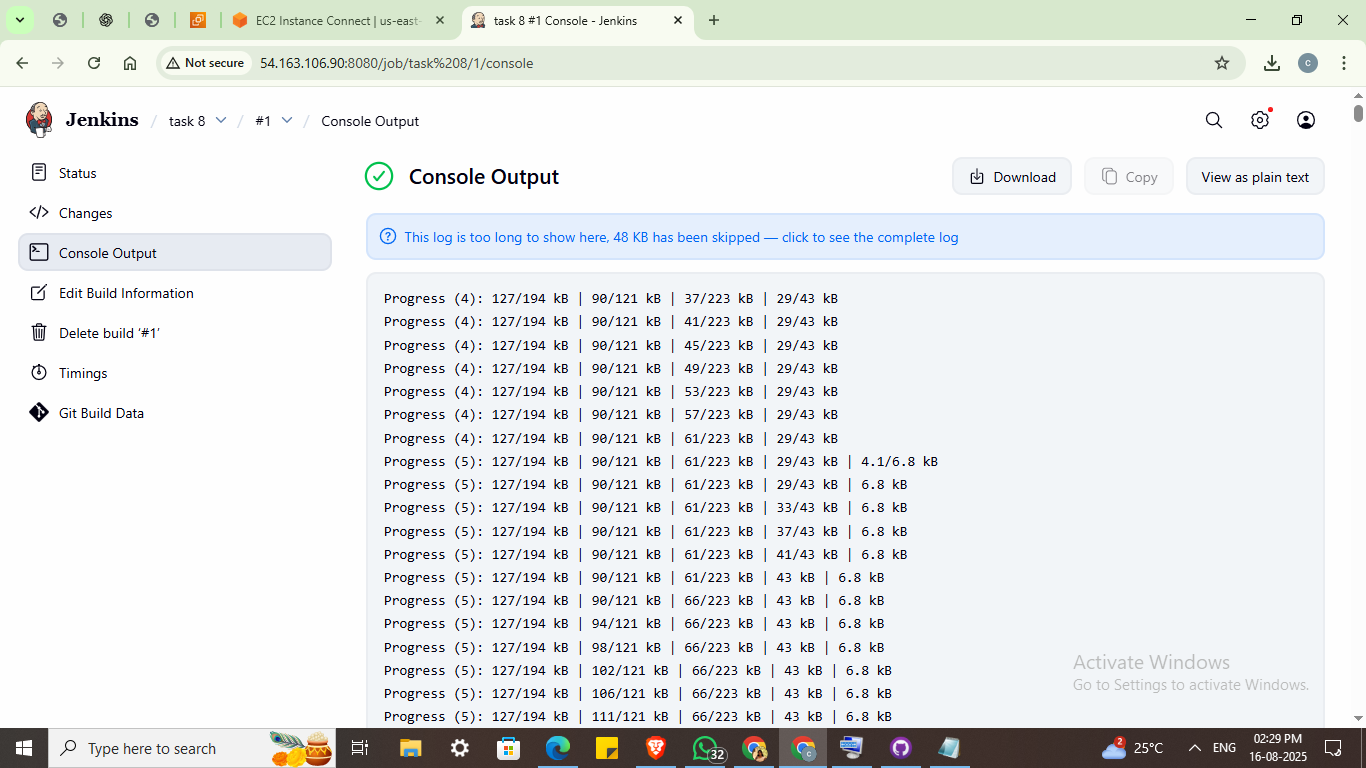 EC2 Instance Connect | us-east-
task 8 #1 Console - Jenkins
Not secure
54.163.106.90:8080/job/task%208/1/console
c
Jenkins / task 8 / #1 / Console Output
Status
Changes
Console Output
Edit Build Information
Delete build ‘#1’
Timings
Git Build Data
Console Output
Download
Copy
View as plain text
This log is too long to show here, 48 KB has been skipped — click to see the complete log
Progress (4): 127/194 kB | 90/121 kB | 37/223 kB | 29/43 kB
Progress (4): 127/194 kB | 90/121 kB | 41/223 kB | 29/43 kB
Progress (4): 127/194 kB | 90/121 kB | 45/223 kB | 29/43 kB
Progress (4): 127/194 kB | 90/121 kB | 49/223 kB | 29/43 kB
Progress (4): 127/194 kB | 90/121 kB | 53/223 kB | 29/43 kB
Progress (4): 127/194 kB | 90/121 kB | 57/223 kB | 29/43 kB
Progress (4): 127/194 kB | 90/121 kB | 61/223 kB | 29/43 kB
Progress (5): 127/194 kB | 90/121 kB | 61/223 kB | 29/43 kB | 4.1/6.8 kB
Progress (5): 127/194 kB | 90/121 kB | 61/223 kB | 29/43 kB | 6.8 kB
Progress (5): 127/194 kB | 90/121 kB | 61/223 kB | 33/43 kB | 6.8 kB
Progress (5): 127/194 kB | 90/121 kB | 61/223 kB | 37/43 kB | 6.8 kB
Progress (5): 127/194 kB | 90/121 kB | 61/223 kB | 41/43 kB | 6.8 kB
Progress (5): 127/194 kB | 90/121 kB | 61/223 kB | 43 kB | 6.8 kB
Progress (5): 127/194 kB | 90/121 kB | 66/223 kB | 43 kB | 6.8 kB
Progress (5): 127/194 kB | 94/121 kB | 66/223 kB | 43 kB | 6.8 kB
Progress (5): 127/194 kB | 98/121 kB | 66/223 kB | 43 kB | 6.8 kB
Progress (5): 127/194 kB | 102/121 kB | 66/223 kB | 43 kB | 6.8 kB
Progress (5): 127/194 kB | 106/121 kB | 66/223 kB | 43 kB | 6.8 kB
Progress (5): 127/194 kB | 111/121 kB | 66/223 kB | 43 kB | 6.8 kB
Activate Windows
Go to Settings to activate Windows.
Type here to search
32
c
2
25°C
ENG
02:29 PM
16-08-2025